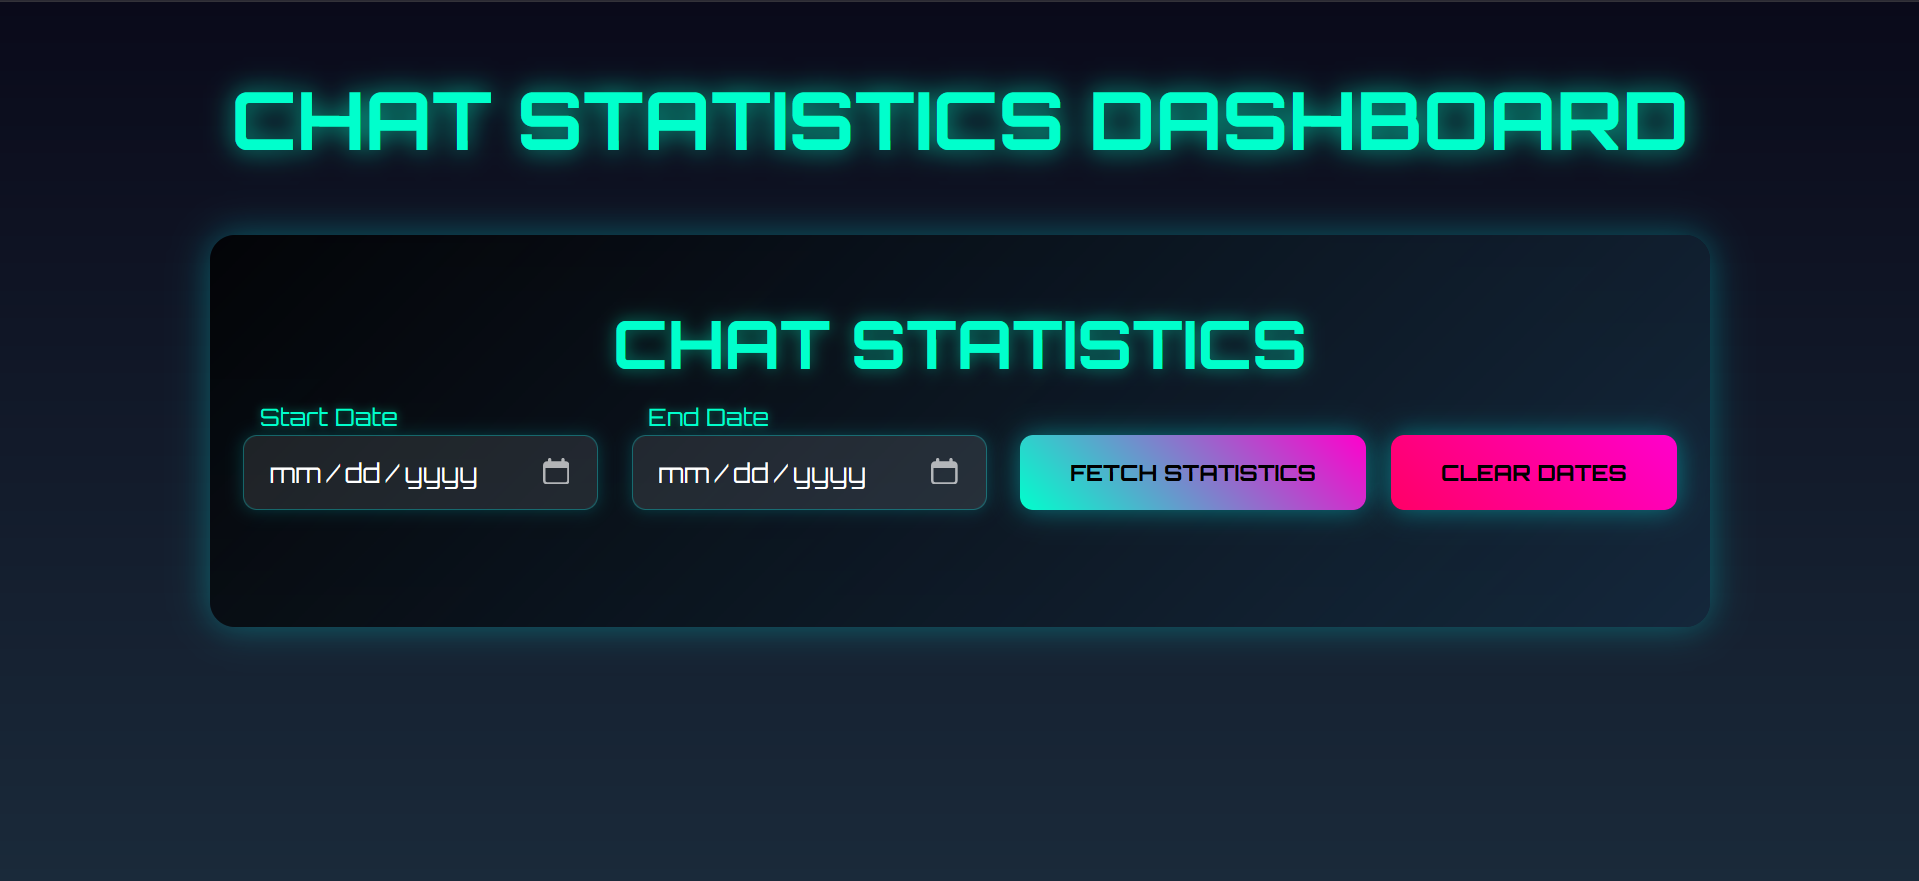 CHAT STATISTICS DASHBOARD
CHAT STATISTICS
Start Date
End Date
mm/dd/yyyy
mm/dd/yyyy
FETCH STATISTICS
CLEAR DATES